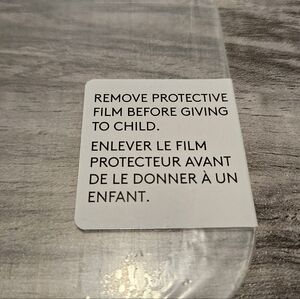 REMOVE PROTECTIVE
FILM BEFORE GIVING
TO CHILD.
ENLEVER LE FILM
PROTECTEUR AVANT
DE LE DONNER À UN
ENFANT.